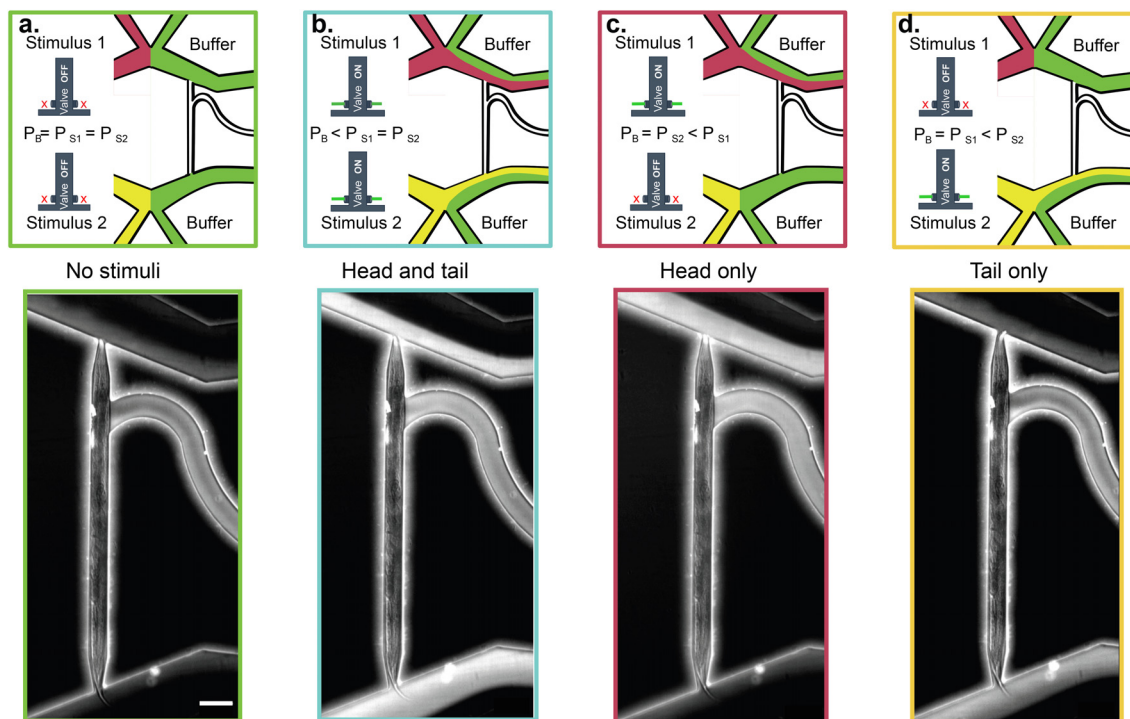 a.
Stimulus 1
Buffer
Valve OFF
x x
P_B = P_S1 = P_S2
Valve OFF
x x
Stimulus 2
Buffer
No stimuli
b.
Stimulus 1
Buffer
Valve ON
P_B < P_S1 = P_S2
Valve ON
Stimulus 2
Buffer
Head and tail
c.
Stimulus 1
Buffer
Valve ON
P_B = P_S2 < P_S1
Valve OFF
x x
Stimulus 2
Buffer
Head only
d.
Stimulus 1
Buffer
Valve OFF
x x
P_B = P_S1 < P_S2
Valve ON
Stimulus 2
Buffer
Tail only